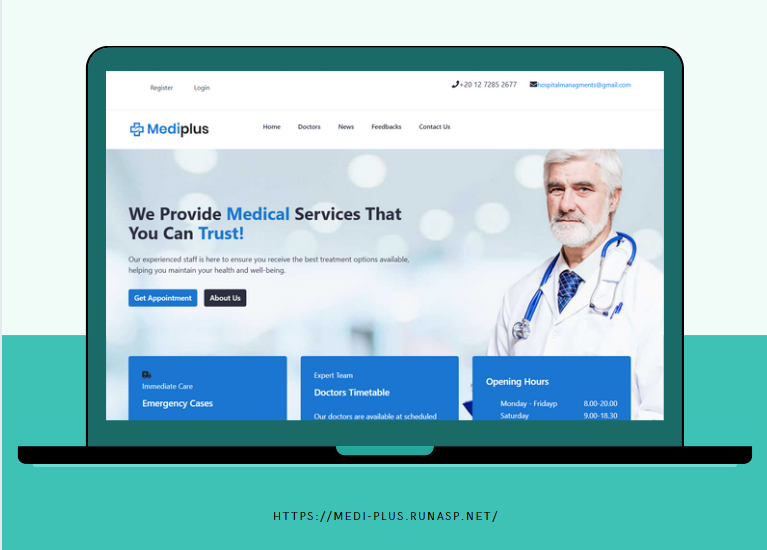 Register Login +20 12 7285 2677 hospitalmanagments@gmail.com
Mediplus Home Doctors News Feedbacks Contact Us
We Provide Medical Services That
You Can Trust!
Our experienced staff is here to ensure you receive the best treatment options available,
helping you maintain your health and well-being.
Get Appointment About Us
Immediate Care
Emergency Cases
Expert Team
Doctors Timetable
Our doctors are available at scheduled
Opening Hours
Monday - Fridayp 8.00-20.00
Saturday 9.00-18.30
HTTPS://MEDI-PLUS.RUNASP.NET/